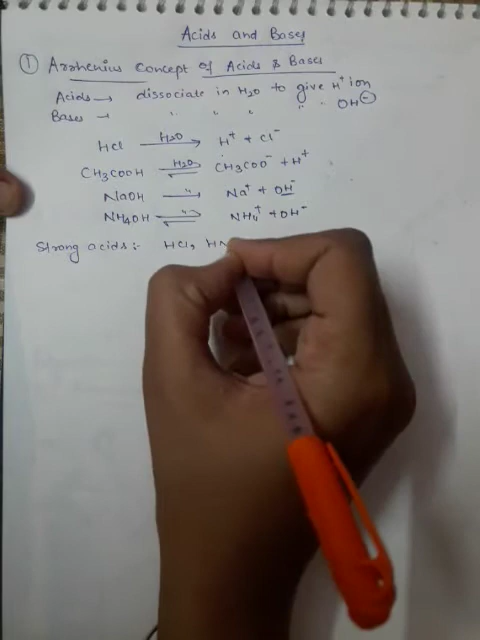 Acids and Bases
① Arrhenius Concept of Acids & Bases
Acids → dissociate in H2O to give H+ ion
Bases → " " " " " OH⊖
HCl —H2O→ H+ + Cl-
CH3COOH ⇌ H2O CH3COO- + H+
NaOH —"→ Na+ + OH-
NH4OH ⇌ " NH4+ + OH-
Strong acids:- HCl, HN